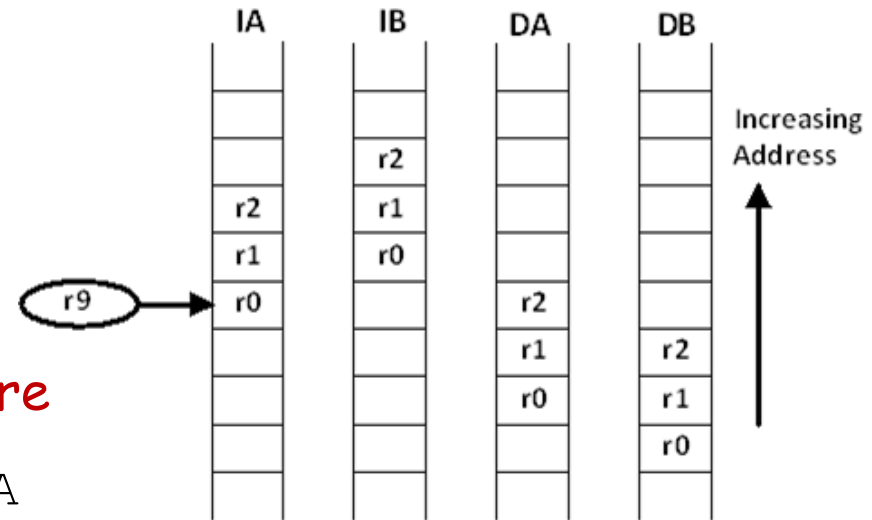 IA IB DA DB
Increasing
Address
r2
r2 r1
r1 r0
r9 r0 r2
r1 r2
re r0 r1
r0
A